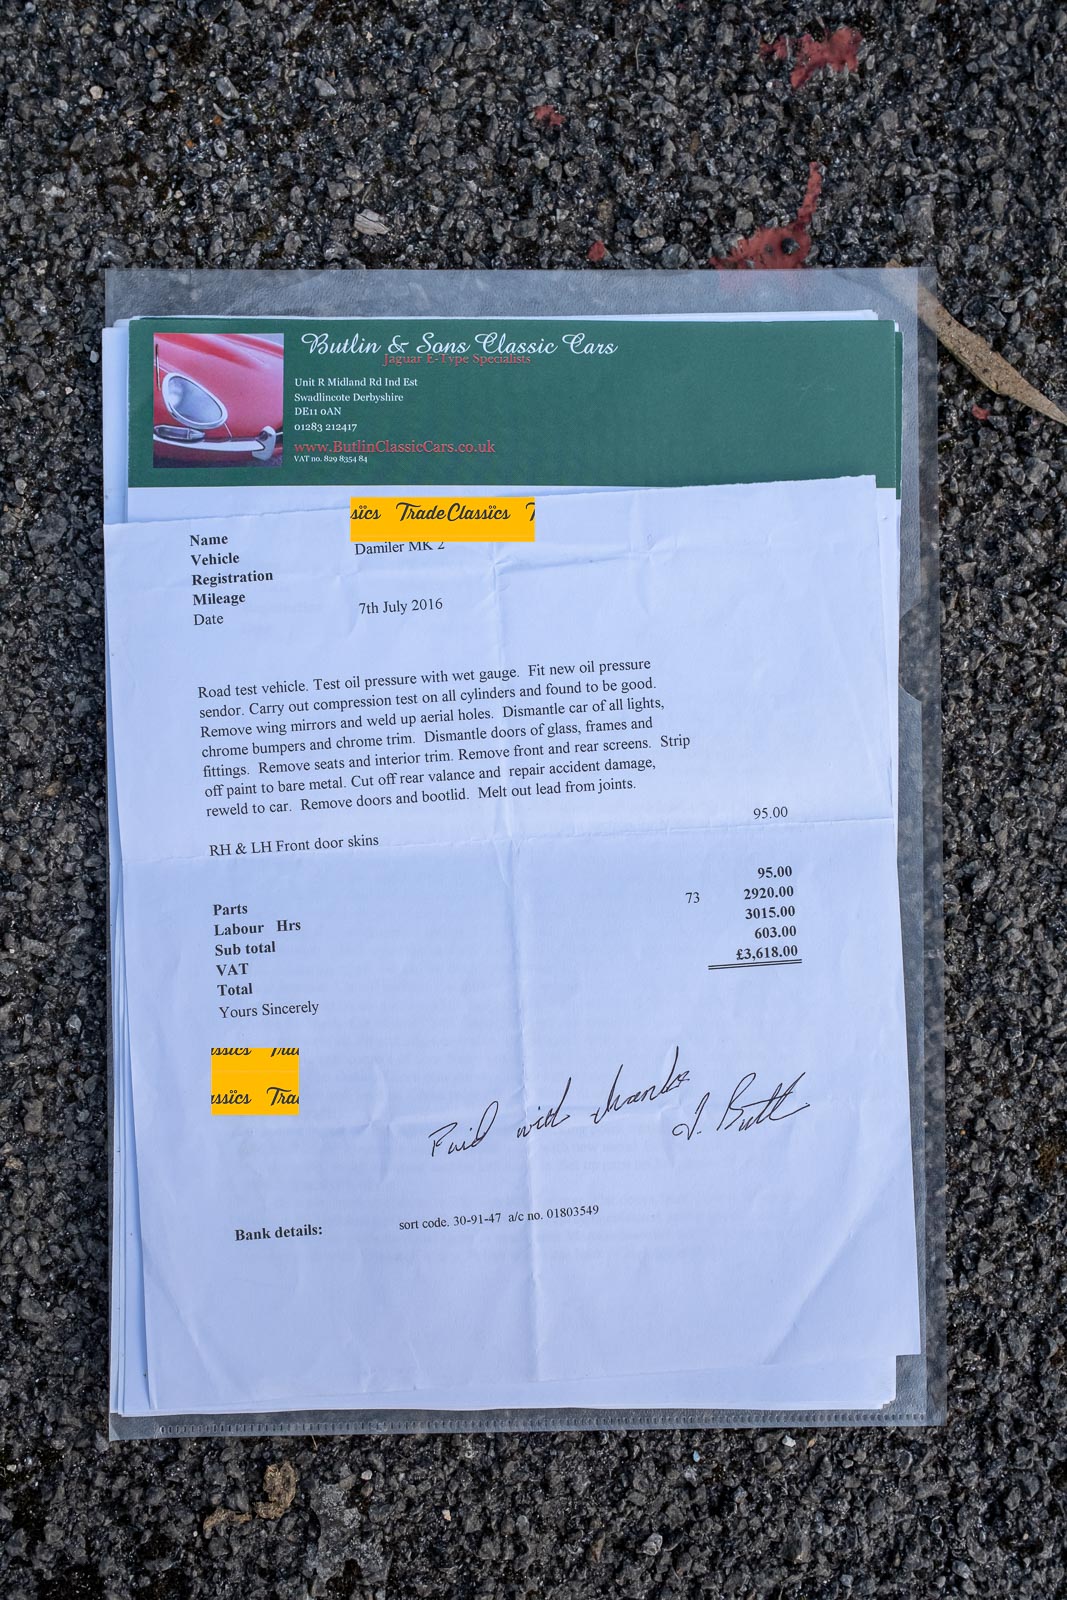 Butlin & Sons Classic Cars
Jaguar E-Type Specialists
Unit R Midland Rd Ind Est
Swadlincote Derbyshire
DE11 0AN
01283 212417
www.ButlinClassicCars.co.uk
VAT no. 829 8354 84
ssics TradeClassics T
Name
Vehicle Damiler MK 2
Registration
Mileage
Date 7th July 2016
Road test vehicle. Test oil pressure with wet gauge. Fit new oil pressure
sendor. Carry out compression test on all cylinders and found to be good.
Remove wing mirrors and weld up aerial holes. Dismantle car of all lights,
chrome bumpers and chrome trim. Dismantle doors of glass, frames and
fittings. Remove seats and interior trim. Remove front and rear screens. Strip
off paint to bare metal. Cut off rear valance and repair accident damage,
reweld to car. Remove doors and bootlid. Melt out lead from joints.
RH & LH Front door skins 95.00
Parts 95.00
Labour Hrs 73 2920.00
Sub total 3015.00
VAT 603.00
Total £3,618.00
Yours Sincerely
assics Trad
assics Tra
Paid with thanks
J. Butl
Bank details: sort code. 30-91-47 a/c no. 01803549